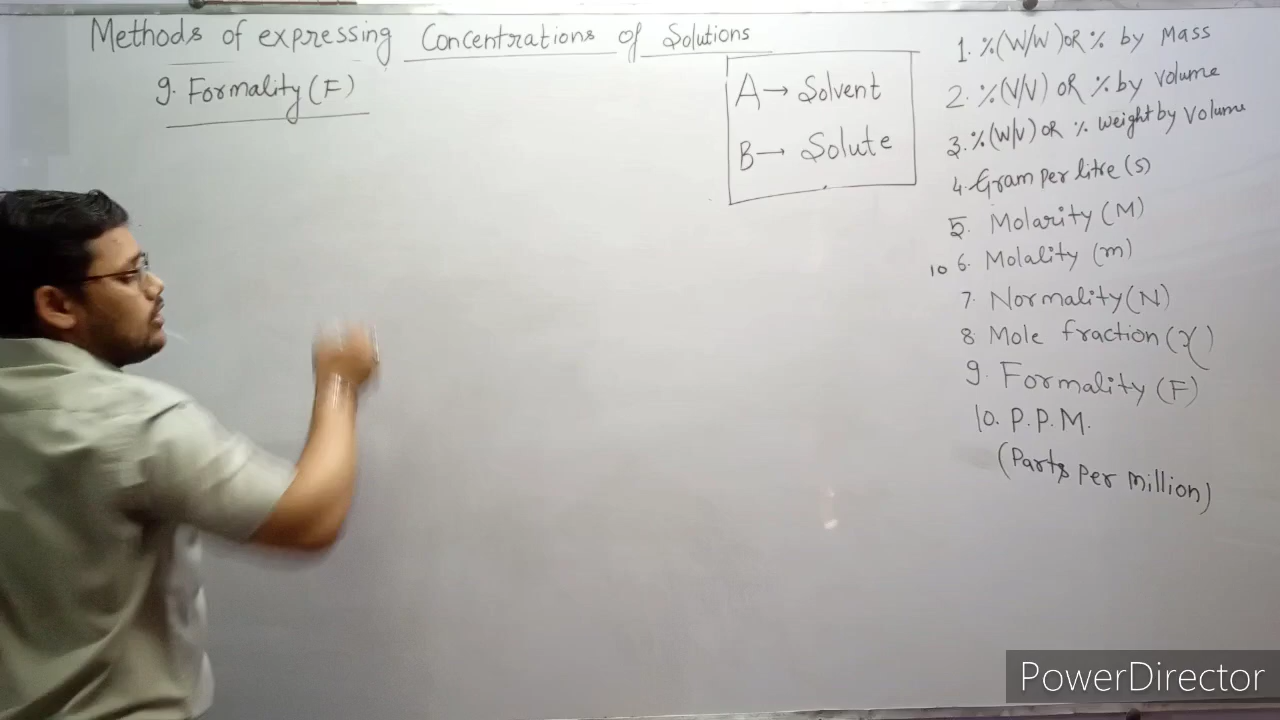 Methods of expressing Concentrations of Solutions
9. Formality (F)
A → Solvent
B → Solute
1. %(W/W) OR % by Mass
2. %(V/V) OR % by Volume
3. %(W/V) OR % weight by Volume
4. Gram per litre (s)
5. Molarity (M)
10 6. Molality (m)
7. Normality (N)
8. Mole fraction (χ)
9. Formality (F)
10. P.P.M.
(Parts per Million)
PowerDirector